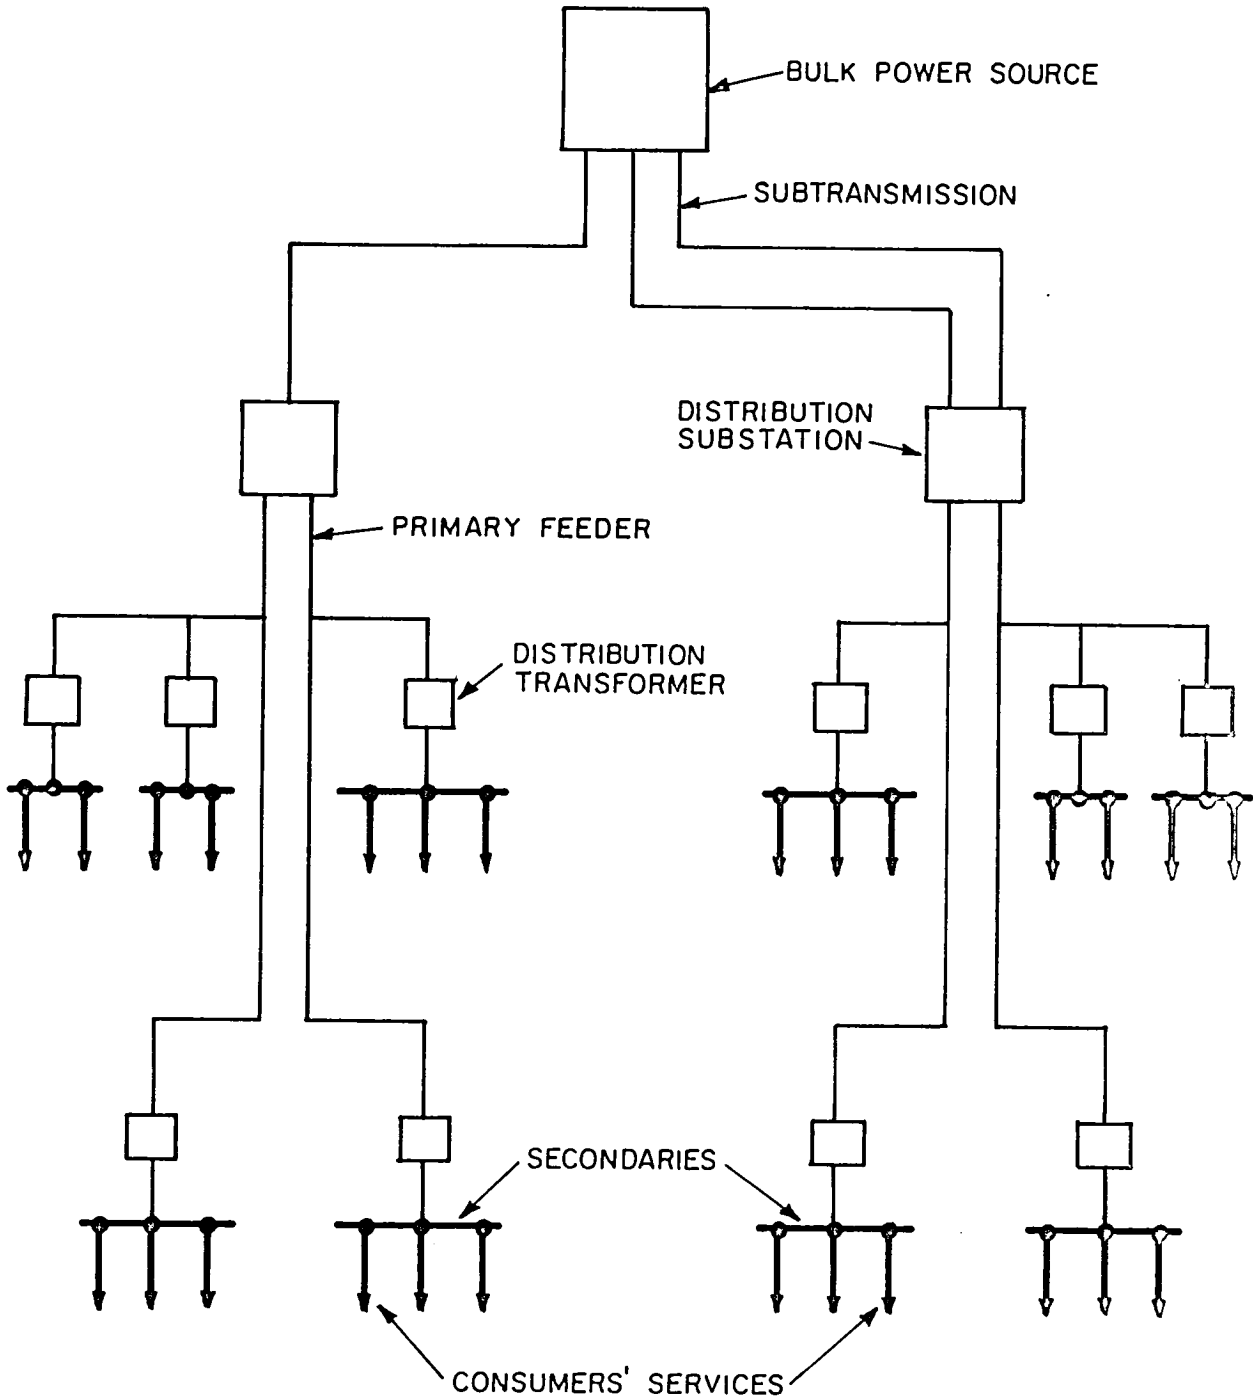 BULK POWER SOURCE
SUBTRANSMISSION
DISTRIBUTION
SUBSTATION
PRIMARY FEEDER
DISTRIBUTION
TRANSFORMER
SECONDARIES
CONSUMERS' SERVICES